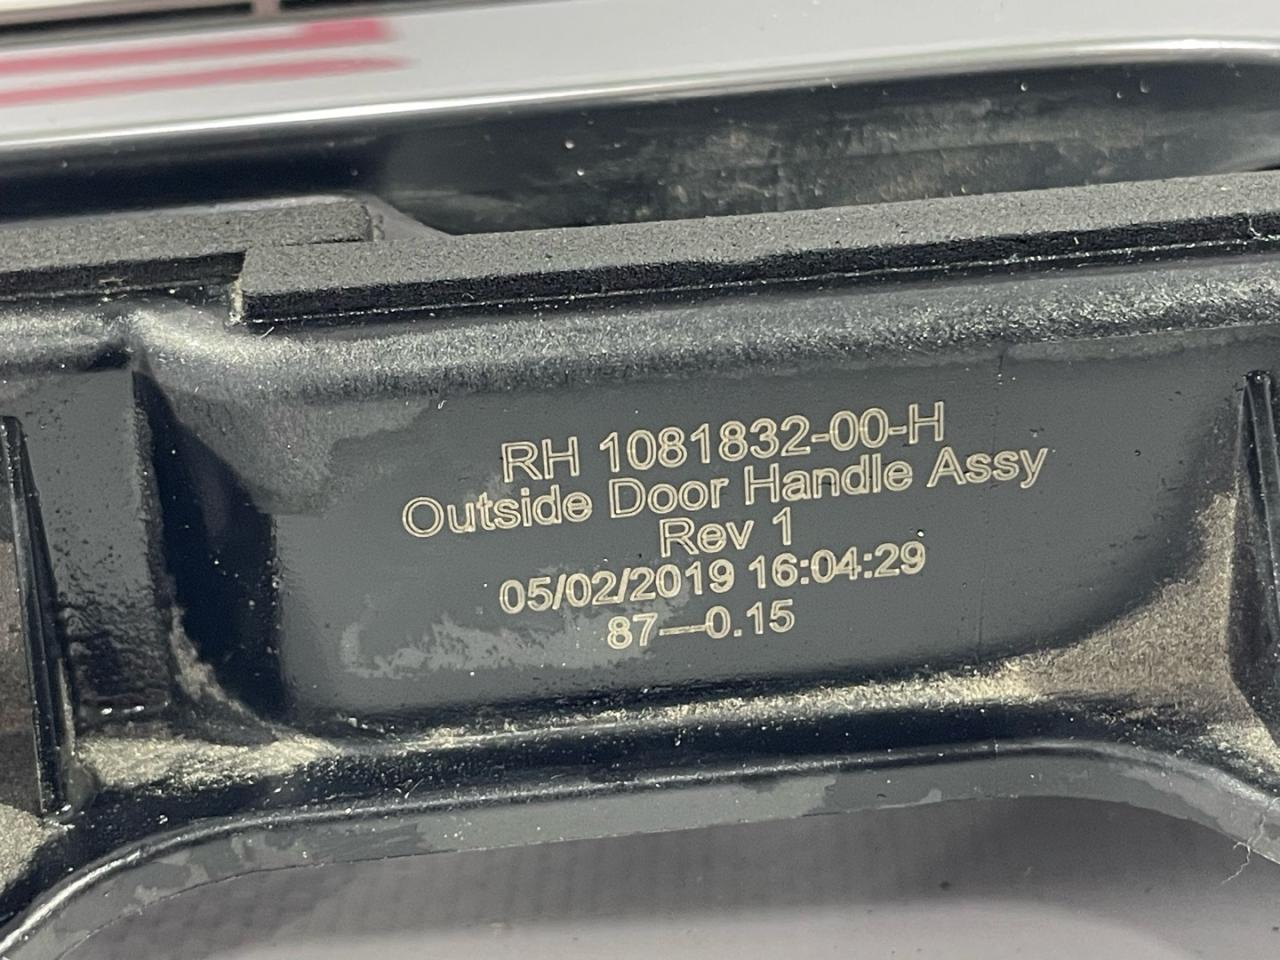 RH 1081832-00-H
Outside Door Handle Assy
Rev 1
05/02/2019 16:04:29
87—0.15